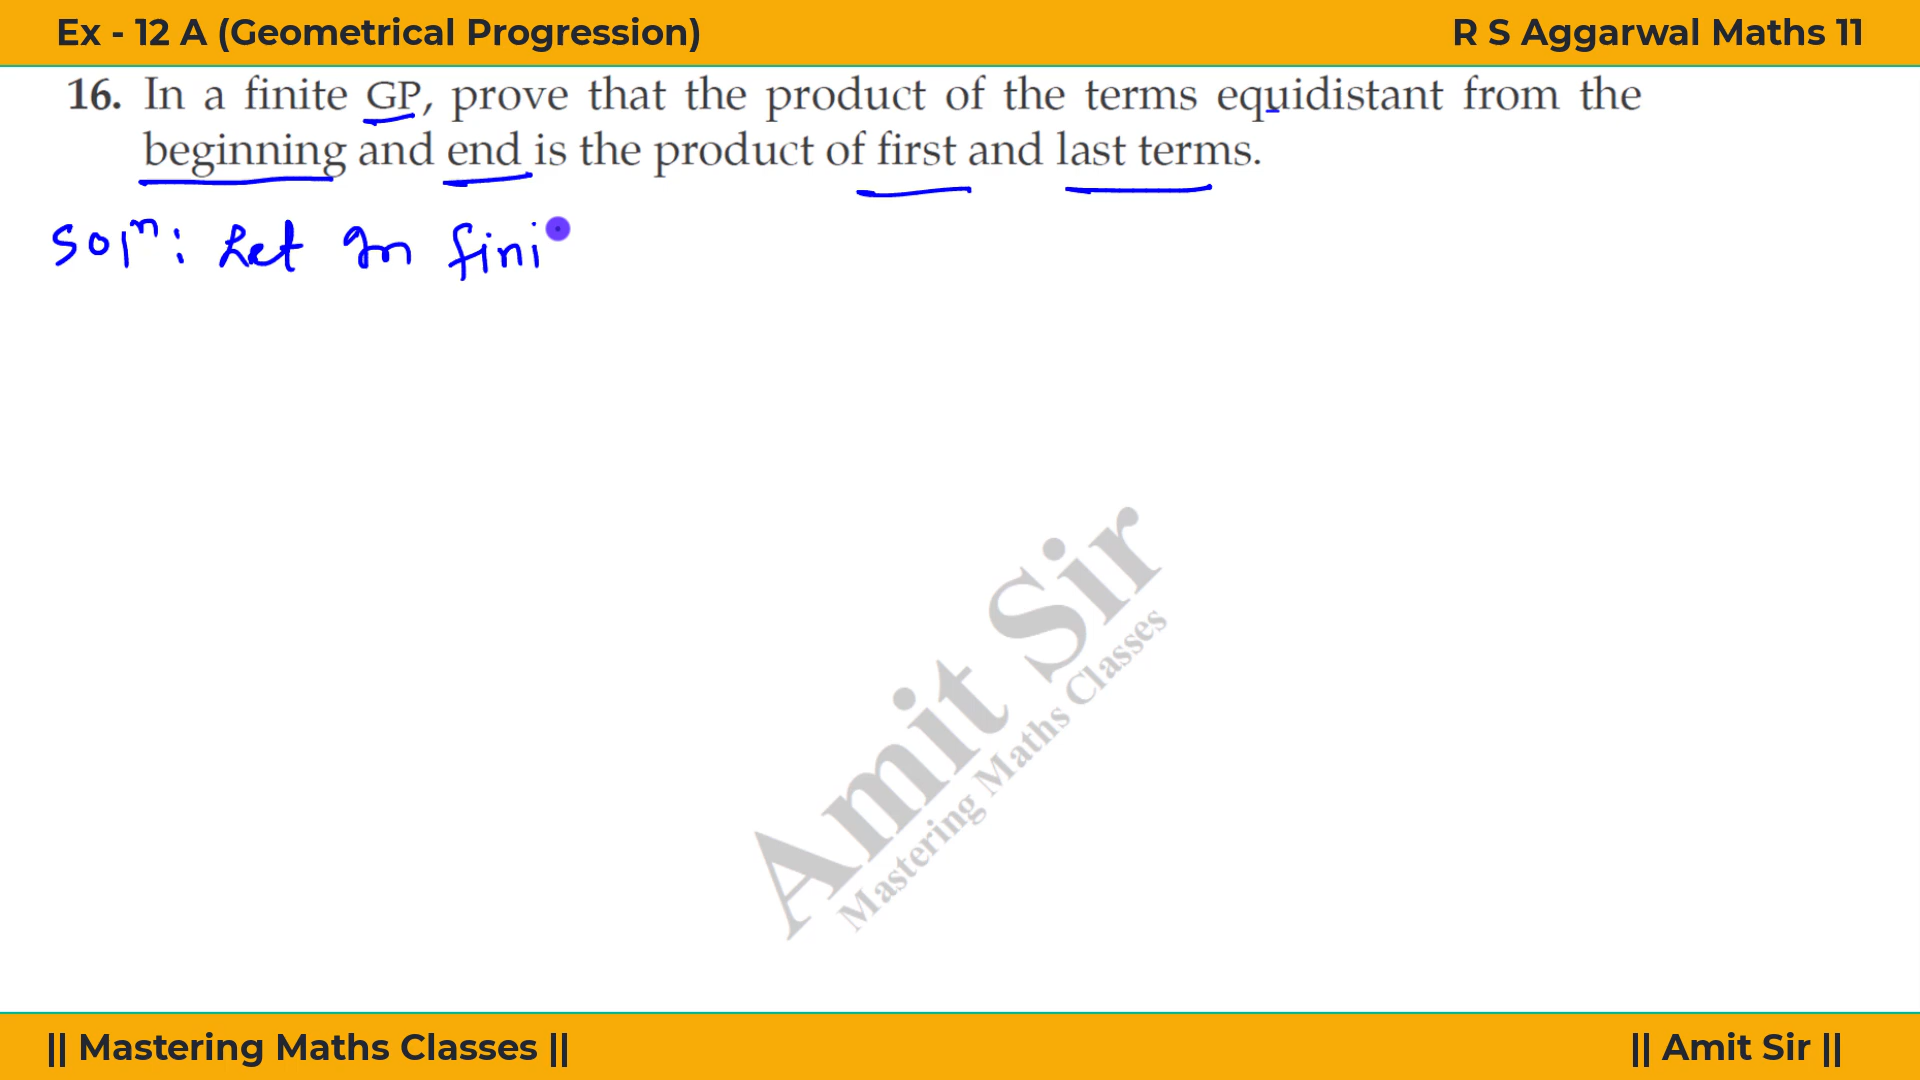 Ex - 12 A (Geometrical Progression)
R S Aggarwal Maths 11
16. In a finite GP, prove that the product of the terms equidistant from the
beginning and end is the product of first and last terms.
Solⁿ: Let In fini
Amit Sir
Mastering Maths Classes
|| Mastering Maths Classes ||
|| Amit Sir ||